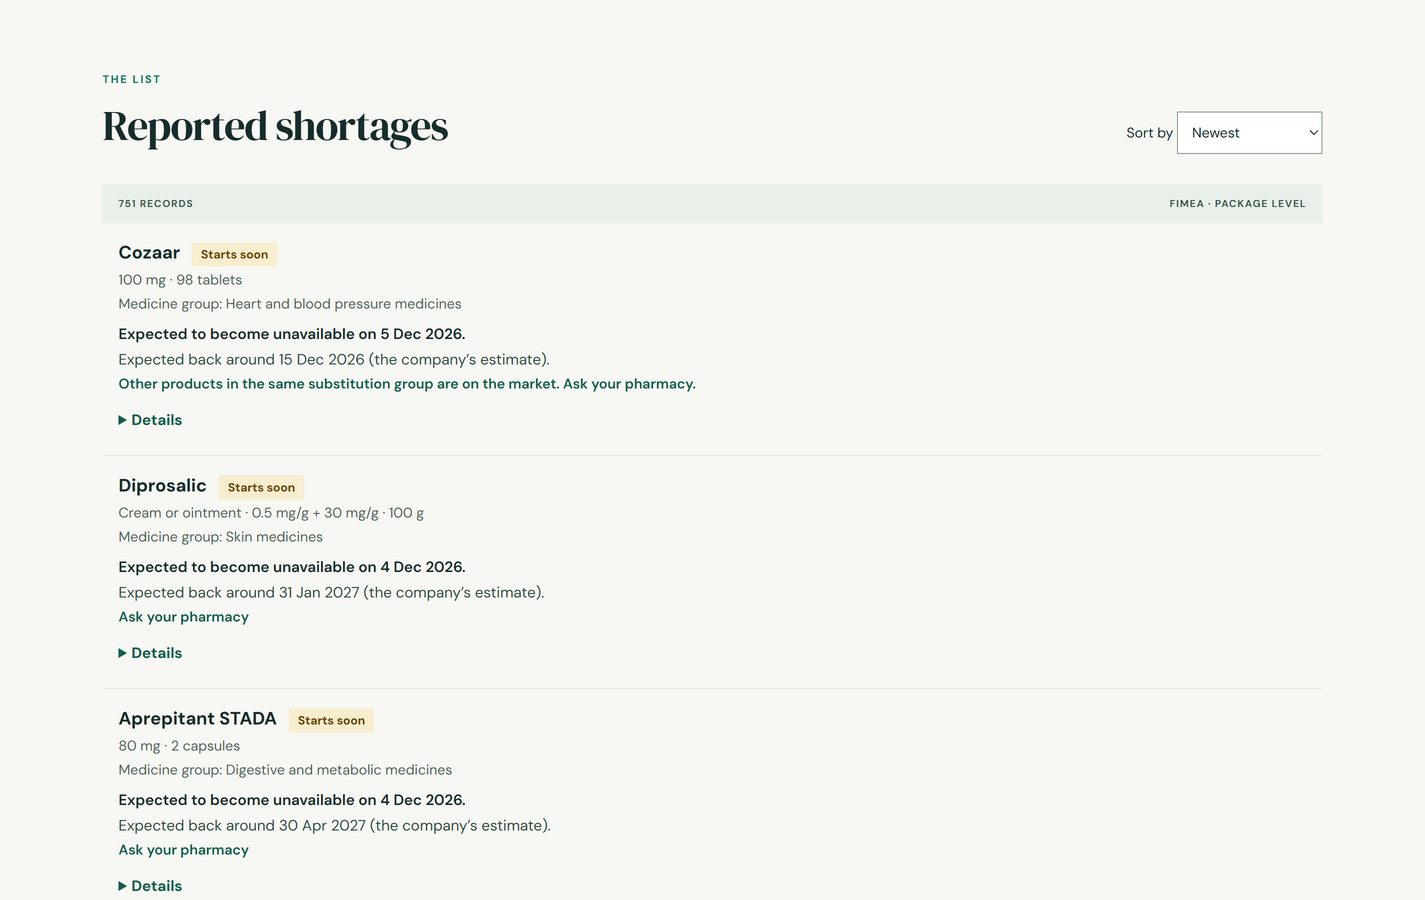 THE LIST
Reported shortages
Sort by Newest
751 RECORDS
FIMEA · PACKAGE LEVEL
Cozaar Starts soon
100 mg · 98 tablets
Medicine group: Heart and blood pressure medicines
Expected to become unavailable on 5 Dec 2026.
Expected back around 15 Dec 2026 (the company’s estimate).
Other products in the same substitution group are on the market. Ask your pharmacy.
Details
Diprosalic Starts soon
Cream or ointment · 0.5 mg/g + 30 mg/g · 100 g
Medicine group: Skin medicines
Expected to become unavailable on 4 Dec 2026.
Expected back around 31 Jan 2027 (the company’s estimate).
Ask your pharmacy
Details
Aprepitant STADA Starts soon
80 mg · 2 capsules
Medicine group: Digestive and metabolic medicines
Expected to become unavailable on 4 Dec 2026.
Expected back around 30 Apr 2027 (the company’s estimate).
Ask your pharmacy
Details